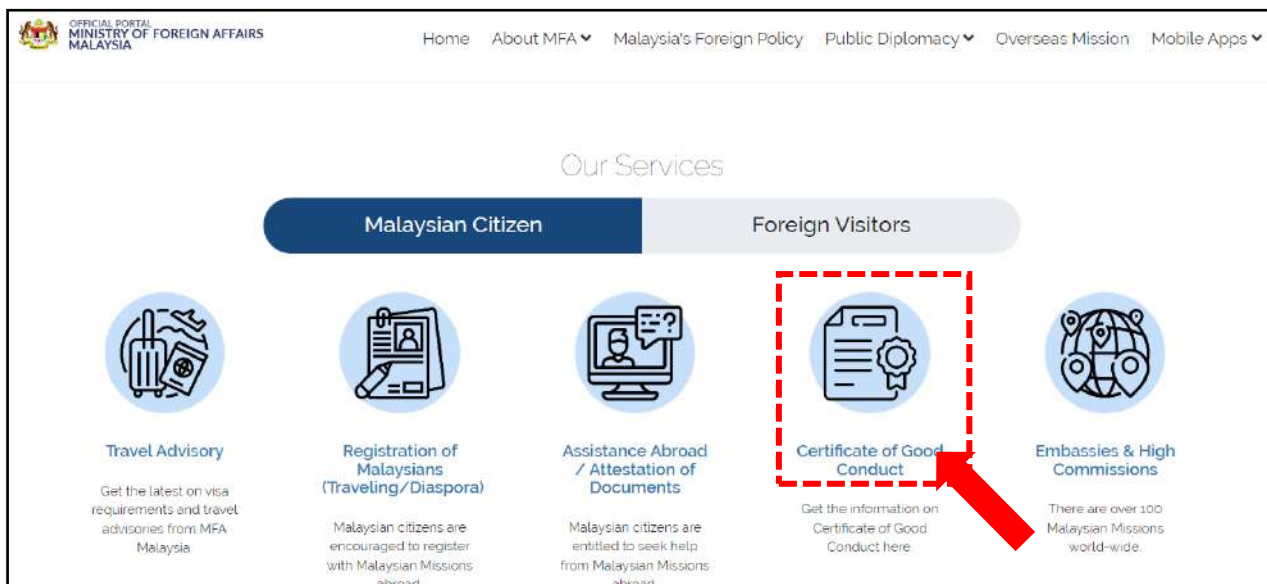 OFFICIAL PORTAL
MINISTRY OF FOREIGN AFFAIRS
MALAYSIA
Home About MFA Malaysia's Foreign Policy Public Diplomacy Overseas Mission Mobile Apps
Our Services
Malaysian Citizen Foreign Visitors
Travel Advisory
Get the latest on visa
requirements and travel
advisories from MFA
Malaysia
Registration of
Malaysians
(Traveling/Diaspora)
Malaysian citizens are
encouraged to register
with Malaysian Missions
abroad
Assistance Abroad
/ Attestation of
Documents
Malaysian citizens are
entitled to seek help
from Malaysian Missions
abroad
Certificate of Good
Conduct
Get the information on
Certificate of Good
Conduct here
Embassies & High
Commissions
There are over 100
Malaysian Missions
world-wide.